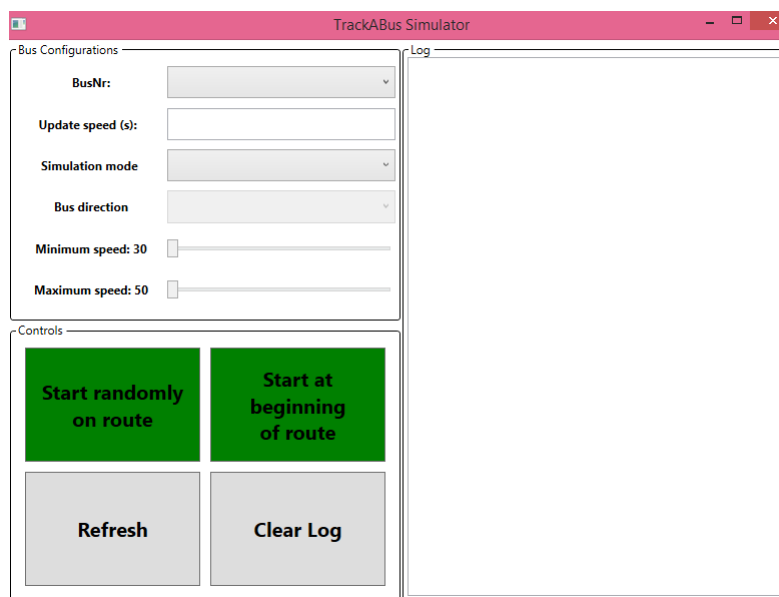 TrackABus Simulator
Bus Configurations
BusNr:
Update speed (s):
Simulation mode
Bus direction
Minimum speed: 30
Maximum speed: 50
Controls
Start randomly
on route
Start at
beginning
of route
Refresh
Clear Log
Log